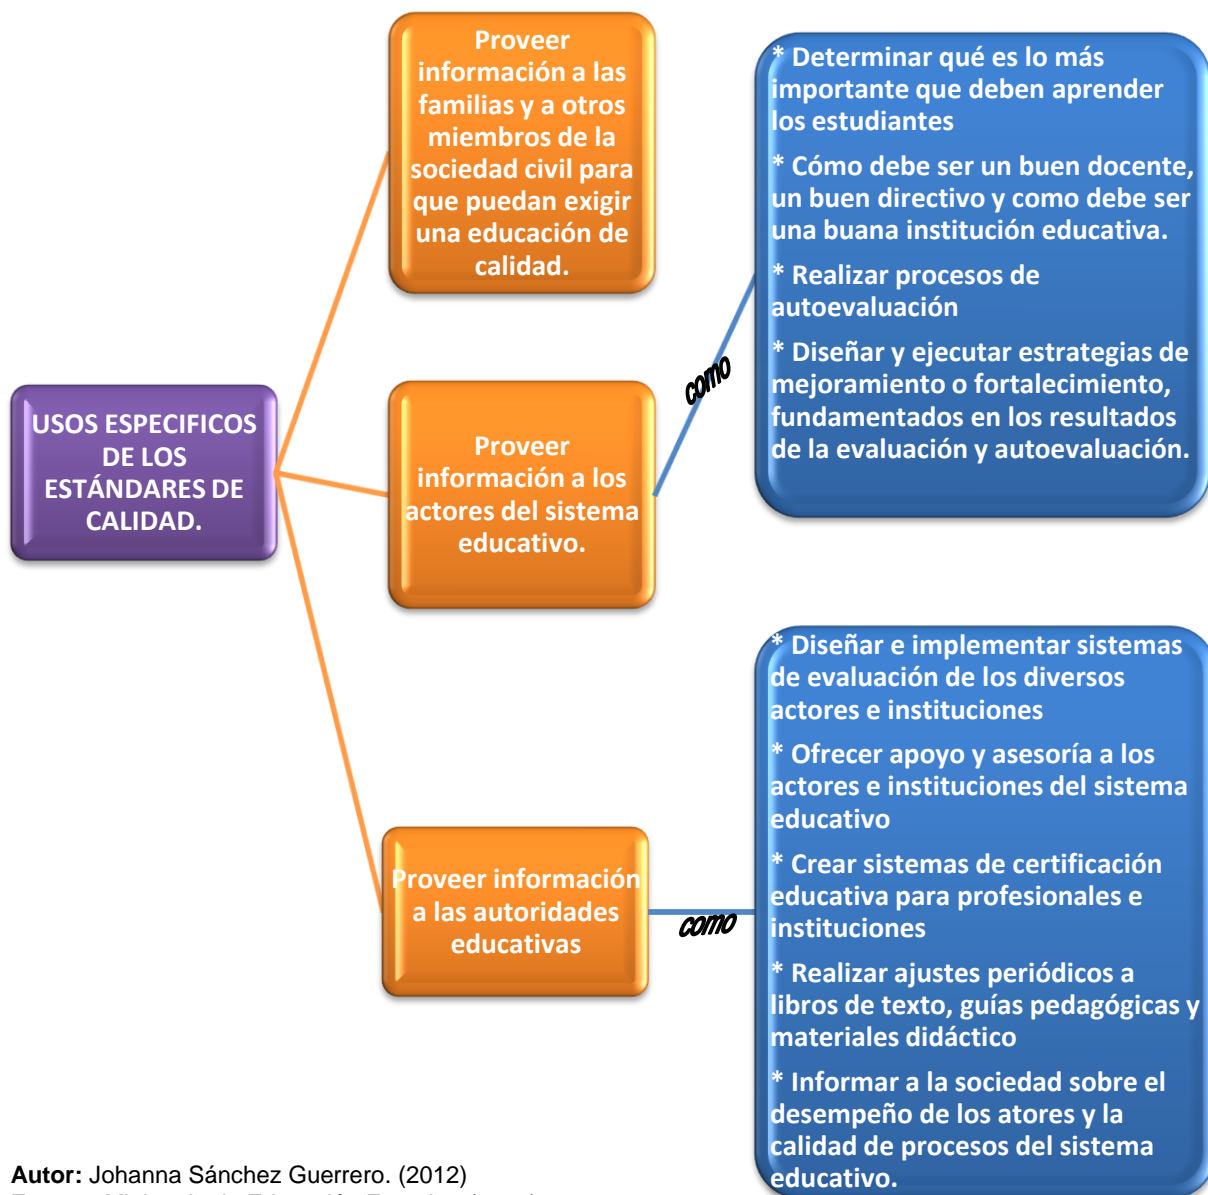 USOS ESPECIFICOS
DE LOS
ESTÁNDARES DE
CALIDAD.
Proveer
información a las
familias y a otros
miembros de la
sociedad civil para
que puedan exigir
una educación de
calidad.
Proveer
información a los
actores del sistema
educativo.
como
* Determinar qué es lo más
importante que deben aprender
los estudiantes
* Cómo debe ser un buen docente,
un buen directivo y como debe ser
una buana institución educativa.
* Realizar procesos de
autoevaluación
* Diseñar y ejecutar estrategias de
mejoramiento o fortalecimiento,
fundamentados en los resultados
de la evaluación y autoevaluación.
Proveer información
a las autoridades
educativas
como
* Diseñar e implementar sistemas
de evaluación de los diversos
actores e instituciones
* Ofrecer apoyo y asesoría a los
actores e instituciones del sistema
educativo
* Crear sistemas de certificación
educativa para profesionales e
instituciones
* Realizar ajustes periódicos a
libros de texto, guías pedagógicas y
materiales didáctico
* Informar a la sociedad sobre el
desempeño de los atores y la
calidad de procesos del sistema
educativo.
Autor: Johanna Sánchez Guerrero. (2012)